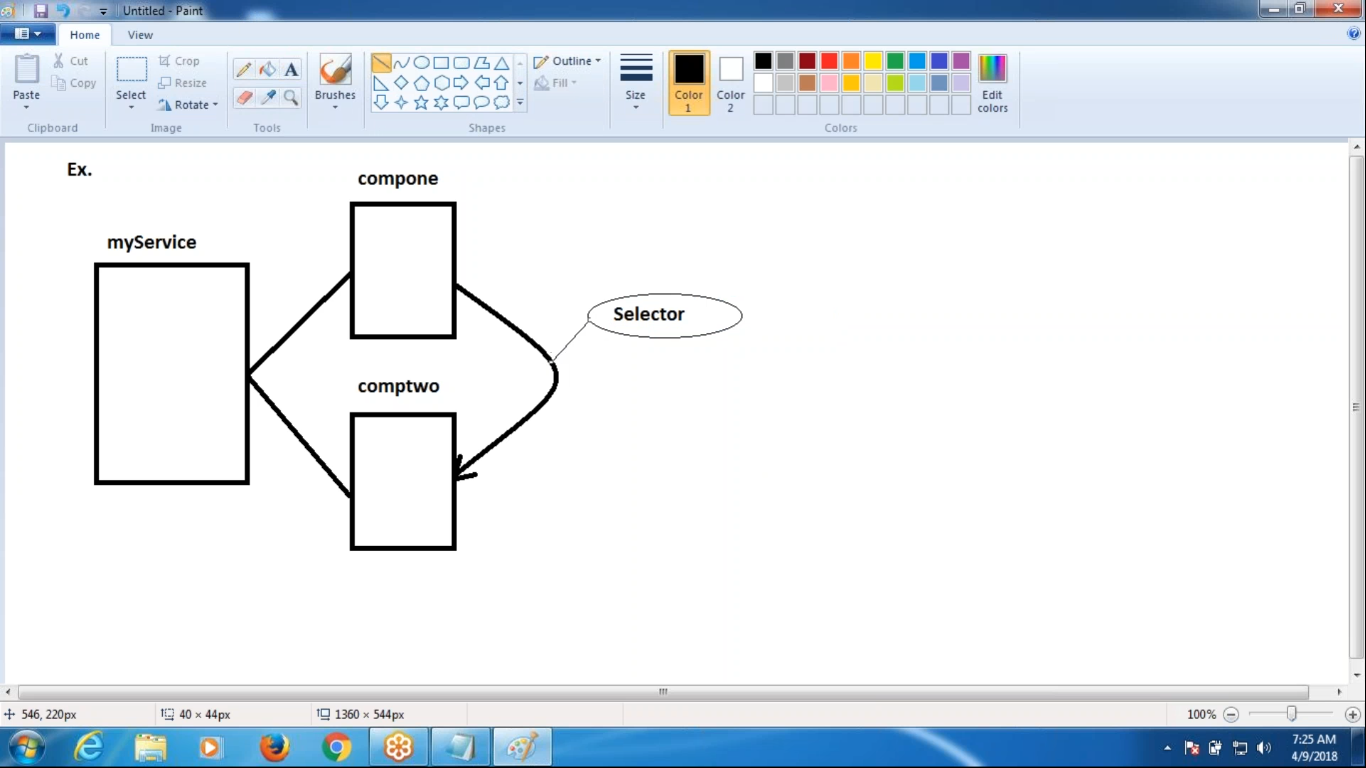 Untitled - Paint
Home View
Cut
Copy
Paste
Clipboard
Crop
Resize
Rotate
Select
Image
A
Tools
Brushes
Outline
Fill
Shapes
Size
Color 1
Color 2
Edit colors
Colors
Ex.
compone
myService
Selector
comptwo
546, 220px
40 × 44px
1360 × 544px
100%
7:25 AM
4/9/2018